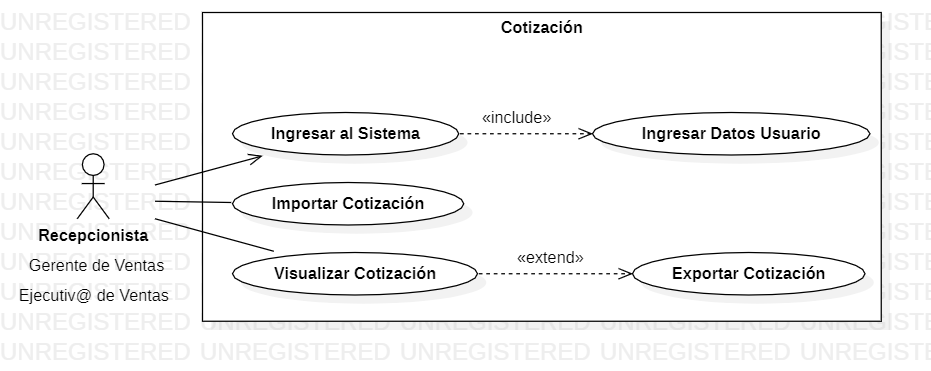 UNREGISTERED
Cotización
Ingresar al Sistema
«include»
Ingresar Datos Usuario
Importar Cotización
Recepcionista
Gerente de Ventas
Ejecutiv@ de Ventas
Visualizar Cotización
«extend»
Exportar Cotización
UNREGISTERED UNREGISTERED UNREGISTERED UNREGISTERED